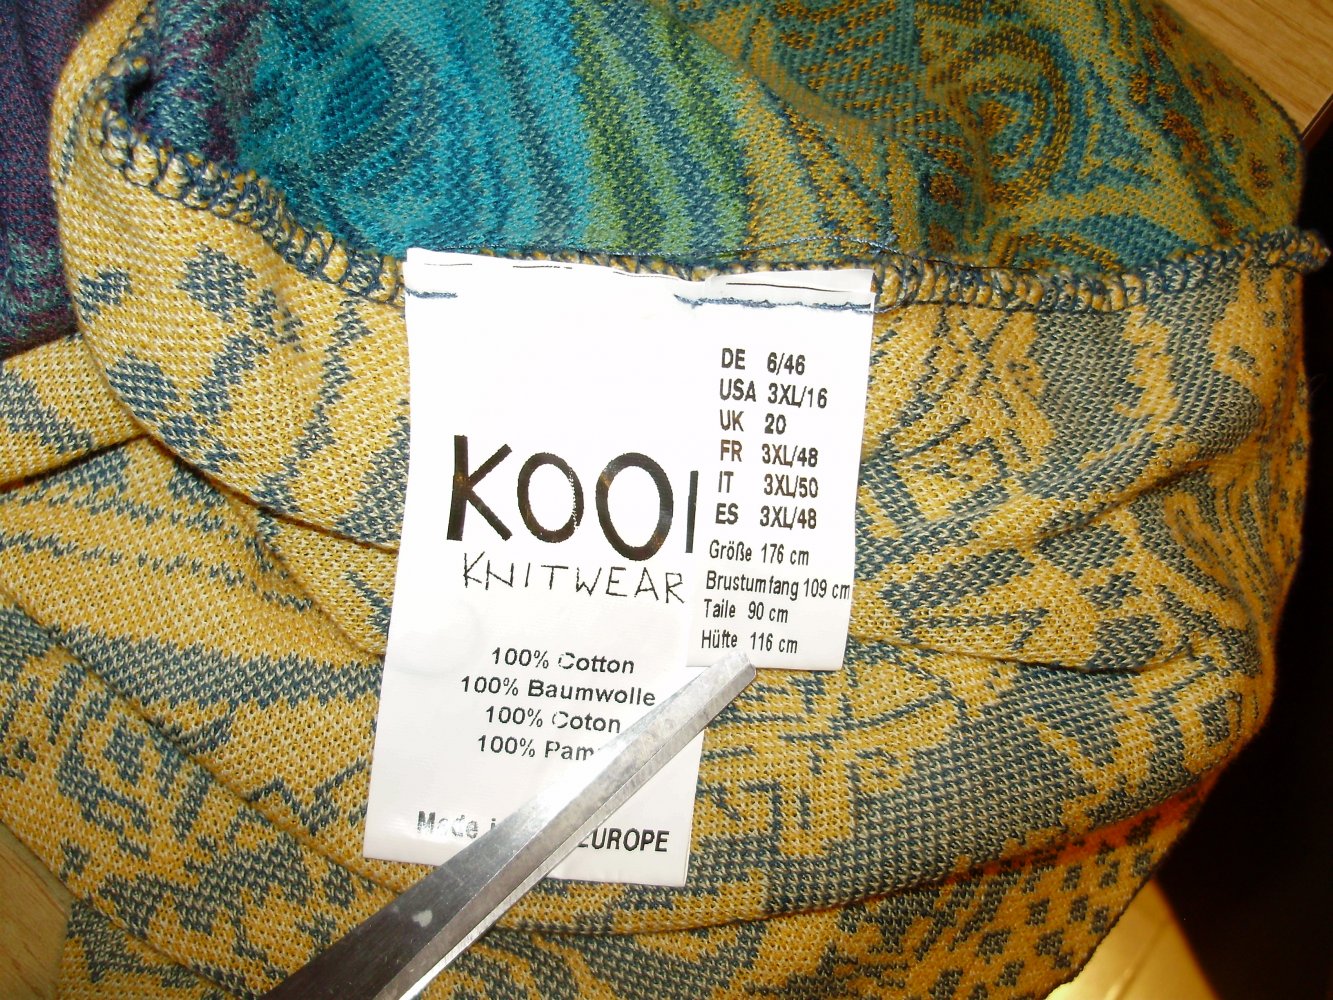 KOOI
KNITWEAR
100% Cotton
100% Baumwolle
100% Coton
100%
Made EUROPE
DE 6/46
USA 3XL/16
UK 20
FR 3XL/48
IT 3XL/50
ES 3XL/48
Größe 176 cm
Brustumfang 109 cm
Taile 90 cm
Hüfte 116 cm